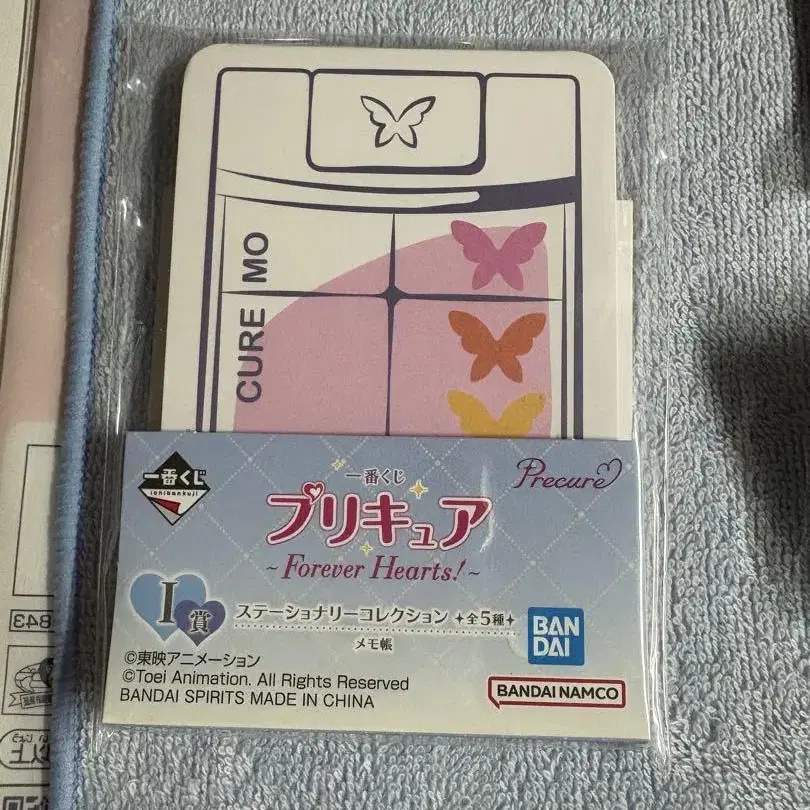 CURE MO
一番くじ
ichibankuji
一番くじ
プリキュア
~Forever Hearts!~
Precure
I賞
ステーショナリーコレクション ✦全5種✦
メモ帳
BAN
DAI
©東映アニメーション
©Toei Animation. All Rights Reserved
BANDAI SPIRITS MADE IN CHINA
BANDAI NAMCO